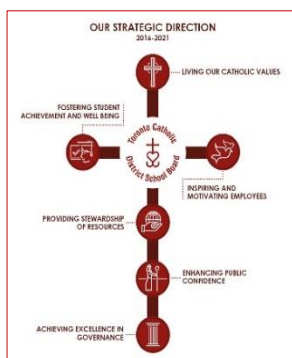 OUR STRATEGIC DIRECTION
2016-2021
LIVING OUR CATHOLIC VALUES
FOSTERING STUDENT
ACHIEVEMENT AND WELL BEING
Toronto Catholic
District School Board
INSPIRING AND
MOTIVATING EMPLOYEES
PROVIDING STEWARDSHIP
OF RESOURCES
ENHANCING PUBLIC
CONFIDENCE
ACHIEVING EXCELLENCE IN
GOVERNANCE